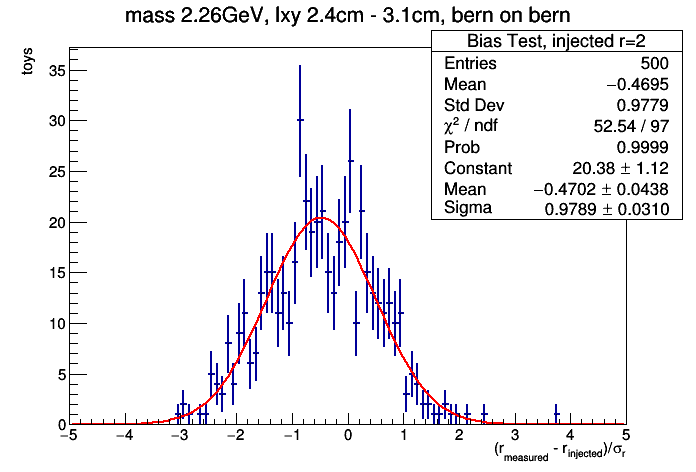 mass 2.26GeV, lxy 2.4cm - 3.1cm, bern on bern
Bias Test, injected r=2
Entries 500
Mean −0.4695
Std Dev 0.9779
χ² / ndf 52.54 / 97
Prob 0.9999
Constant 20.38 ± 1.12
Mean −0.4702 ± 0.0438
Sigma 0.9789 ± 0.0310
toys
35
30
25
20
15
10
5
0
−5 −4 −3 −2 −1 0 1 2 3 4 5
(r_measured - r_injected)/σ_r